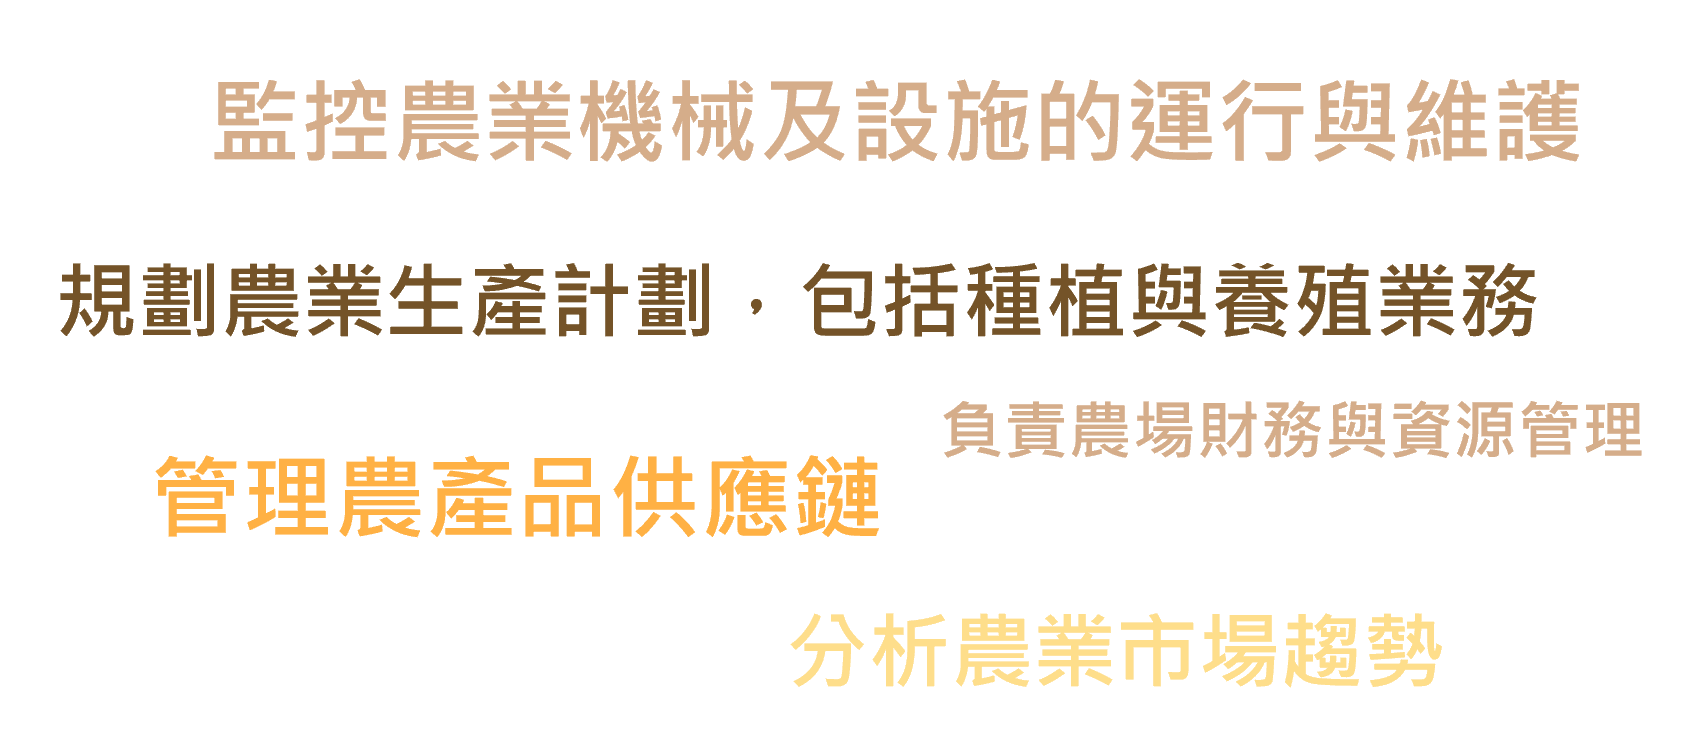 監控農業機械及設施的運行與維護
規劃農業生產計劃，包括種植與養殖業務
負責農場財務與資源管理
管理農產品供應鏈
分析農業市場趨勢